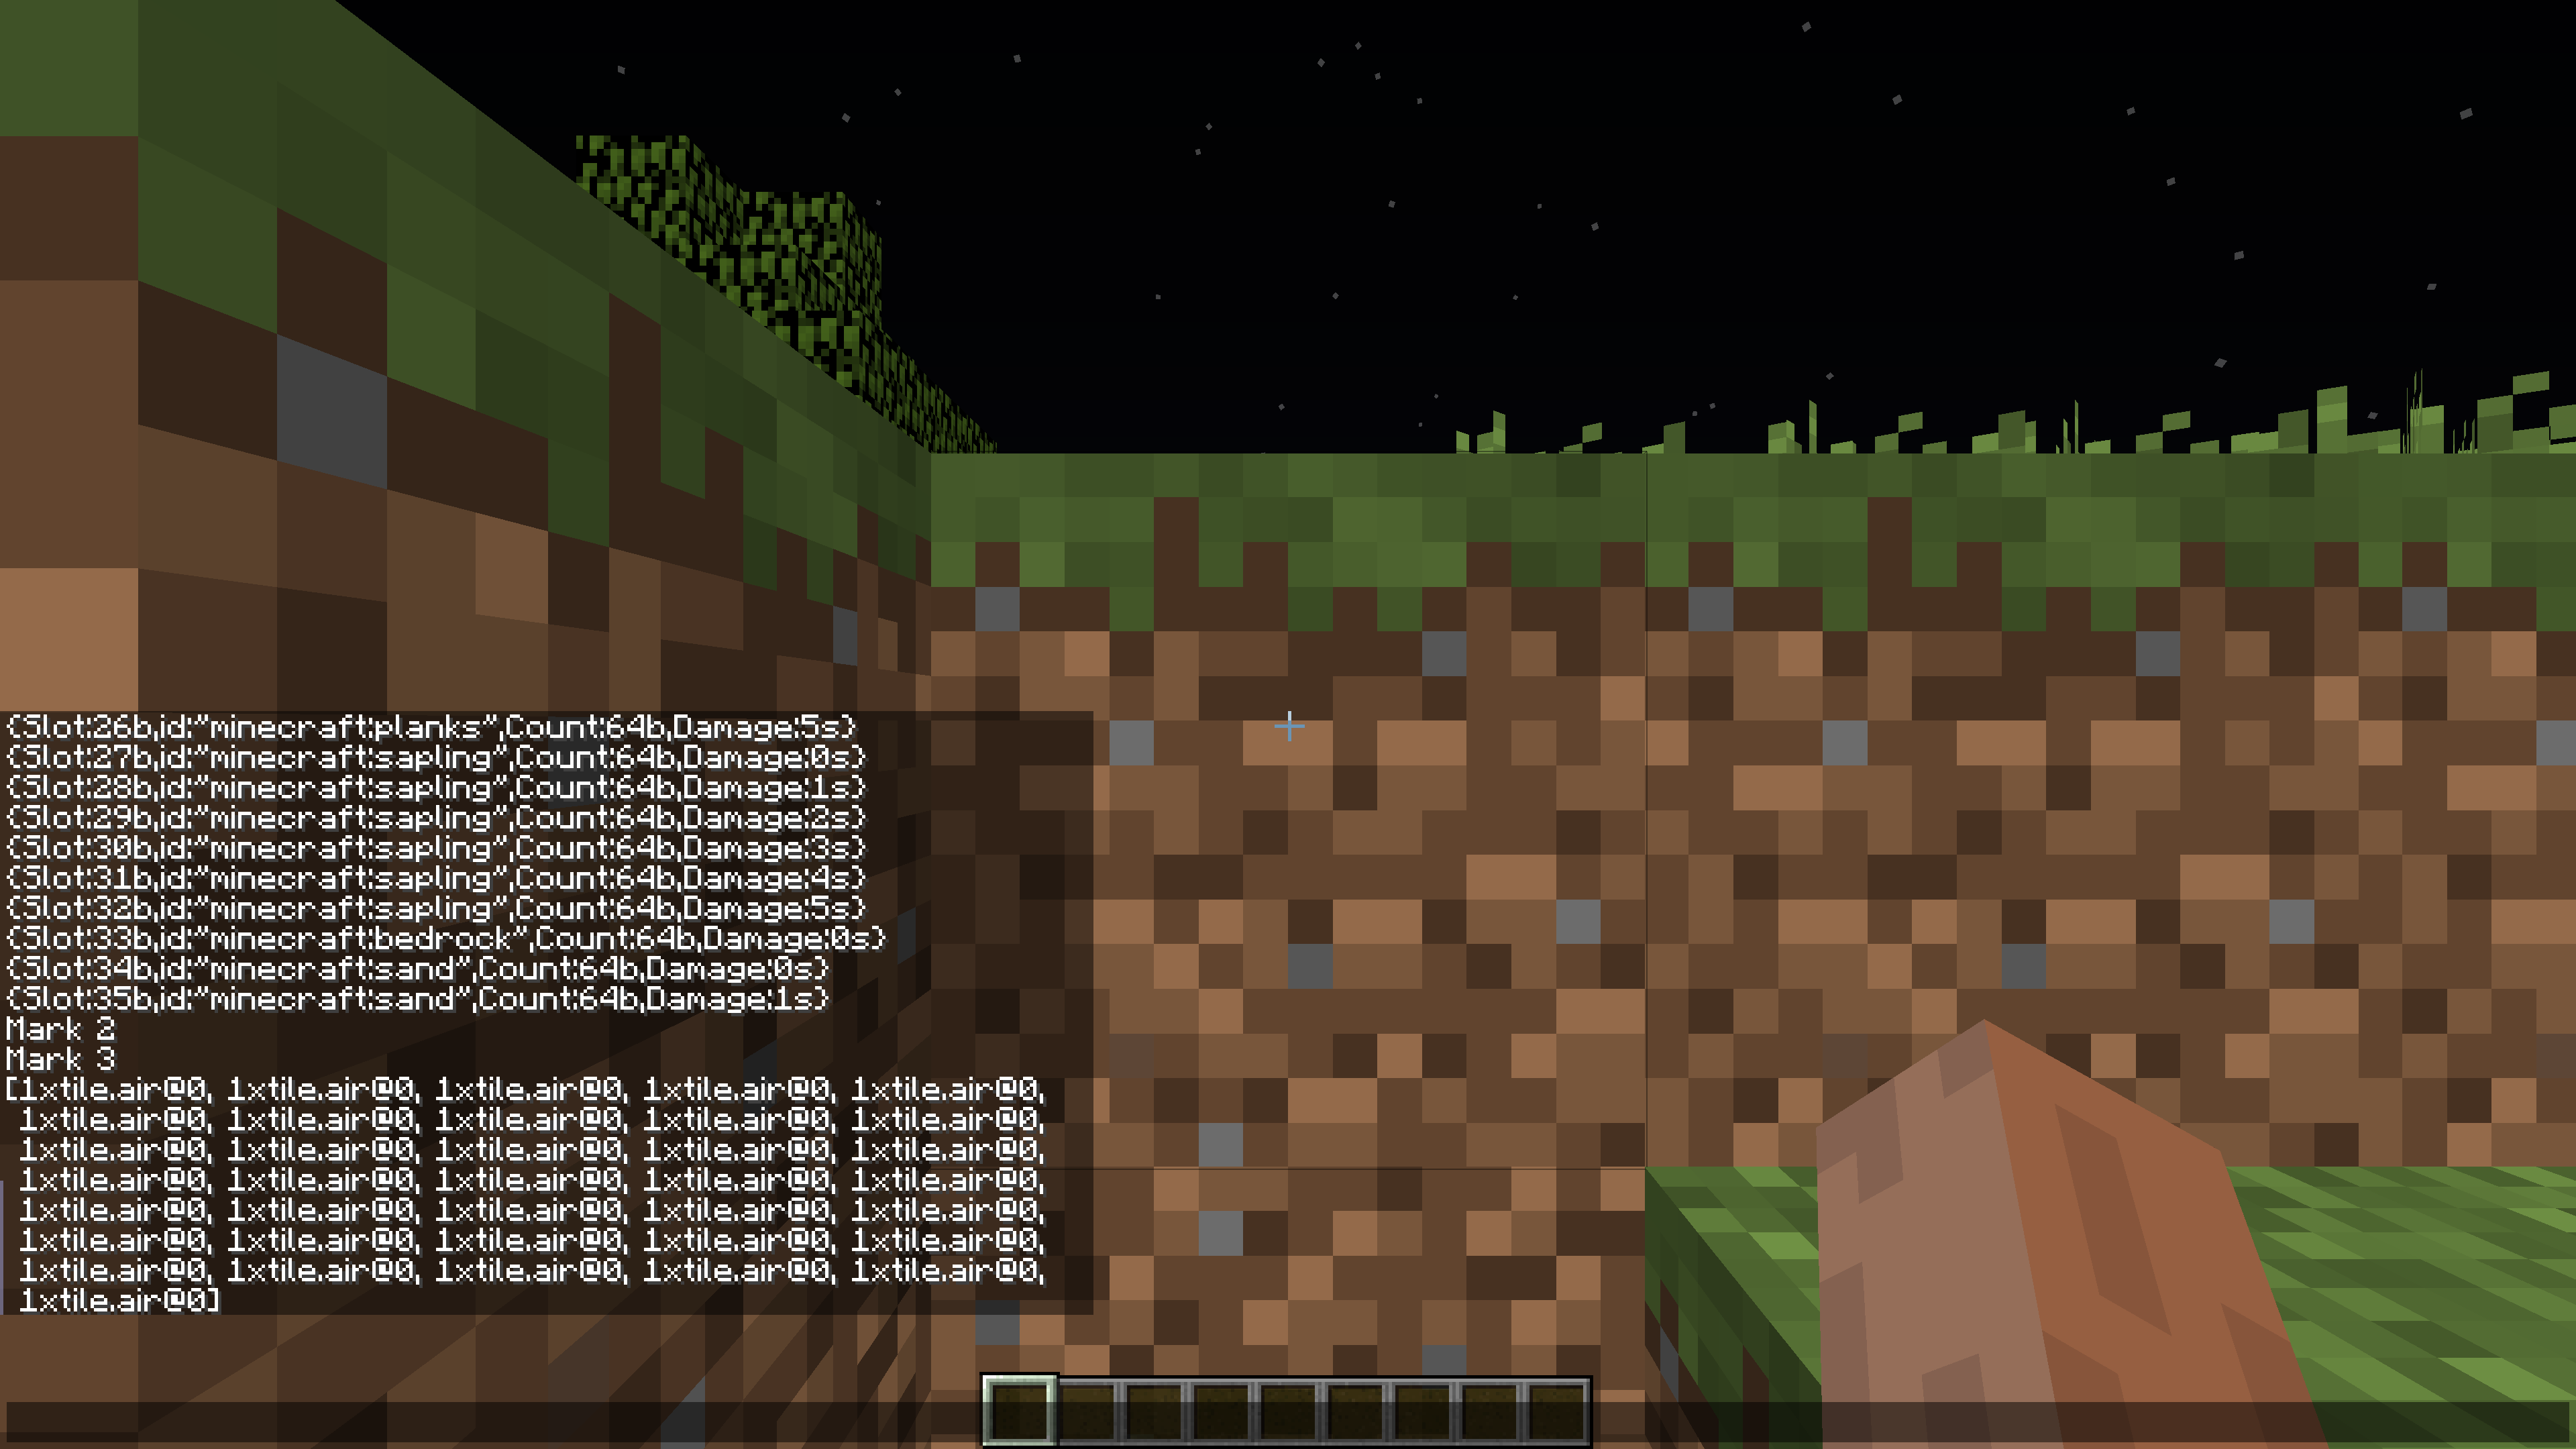 {Slot:26b,id:"minecraft:planks",Count:64b,Damage:5s}
{Slot:27b,id:"minecraft:sapling",Count:64b,Damage:0s}
{Slot:28b,id:"minecraft:sapling",Count:64b,Damage:1s}
{Slot:29b,id:"minecraft:sapling",Count:64b,Damage:2s}
{Slot:30b,id:"minecraft:sapling",Count:64b,Damage:3s}
{Slot:31b,id:"minecraft:sapling",Count:64b,Damage:4s}
{Slot:32b,id:"minecraft:sapling",Count:64b,Damage:5s}
{Slot:33b,id:"minecraft:bedrock",Count:64b,Damage:0s}
{Slot:34b,id:"minecraft:sand",Count:64b,Damage:0s}
{Slot:35b,id:"minecraft:sand",Count:64b,Damage:1s}
Mark 2
Mark 3
[1xtile.air@0, 1xtile.air@0, 1xtile.air@0, 1xtile.air@0, 1xtile.air@0,
1xtile.air@0, 1xtile.air@0, 1xtile.air@0, 1xtile.air@0, 1xtile.air@0,
1xtile.air@0, 1xtile.air@0, 1xtile.air@0, 1xtile.air@0, 1xtile.air@0,
1xtile.air@0, 1xtile.air@0, 1xtile.air@0, 1xtile.air@0, 1xtile.air@0,
1xtile.air@0, 1xtile.air@0, 1xtile.air@0, 1xtile.air@0, 1xtile.air@0,
1xtile.air@0, 1xtile.air@0, 1xtile.air@0, 1xtile.air@0, 1xtile.air@0,
1xtile.air@0, 1xtile.air@0, 1xtile.air@0, 1xtile.air@0, 1xtile.air@0,
1xtile.air@0]